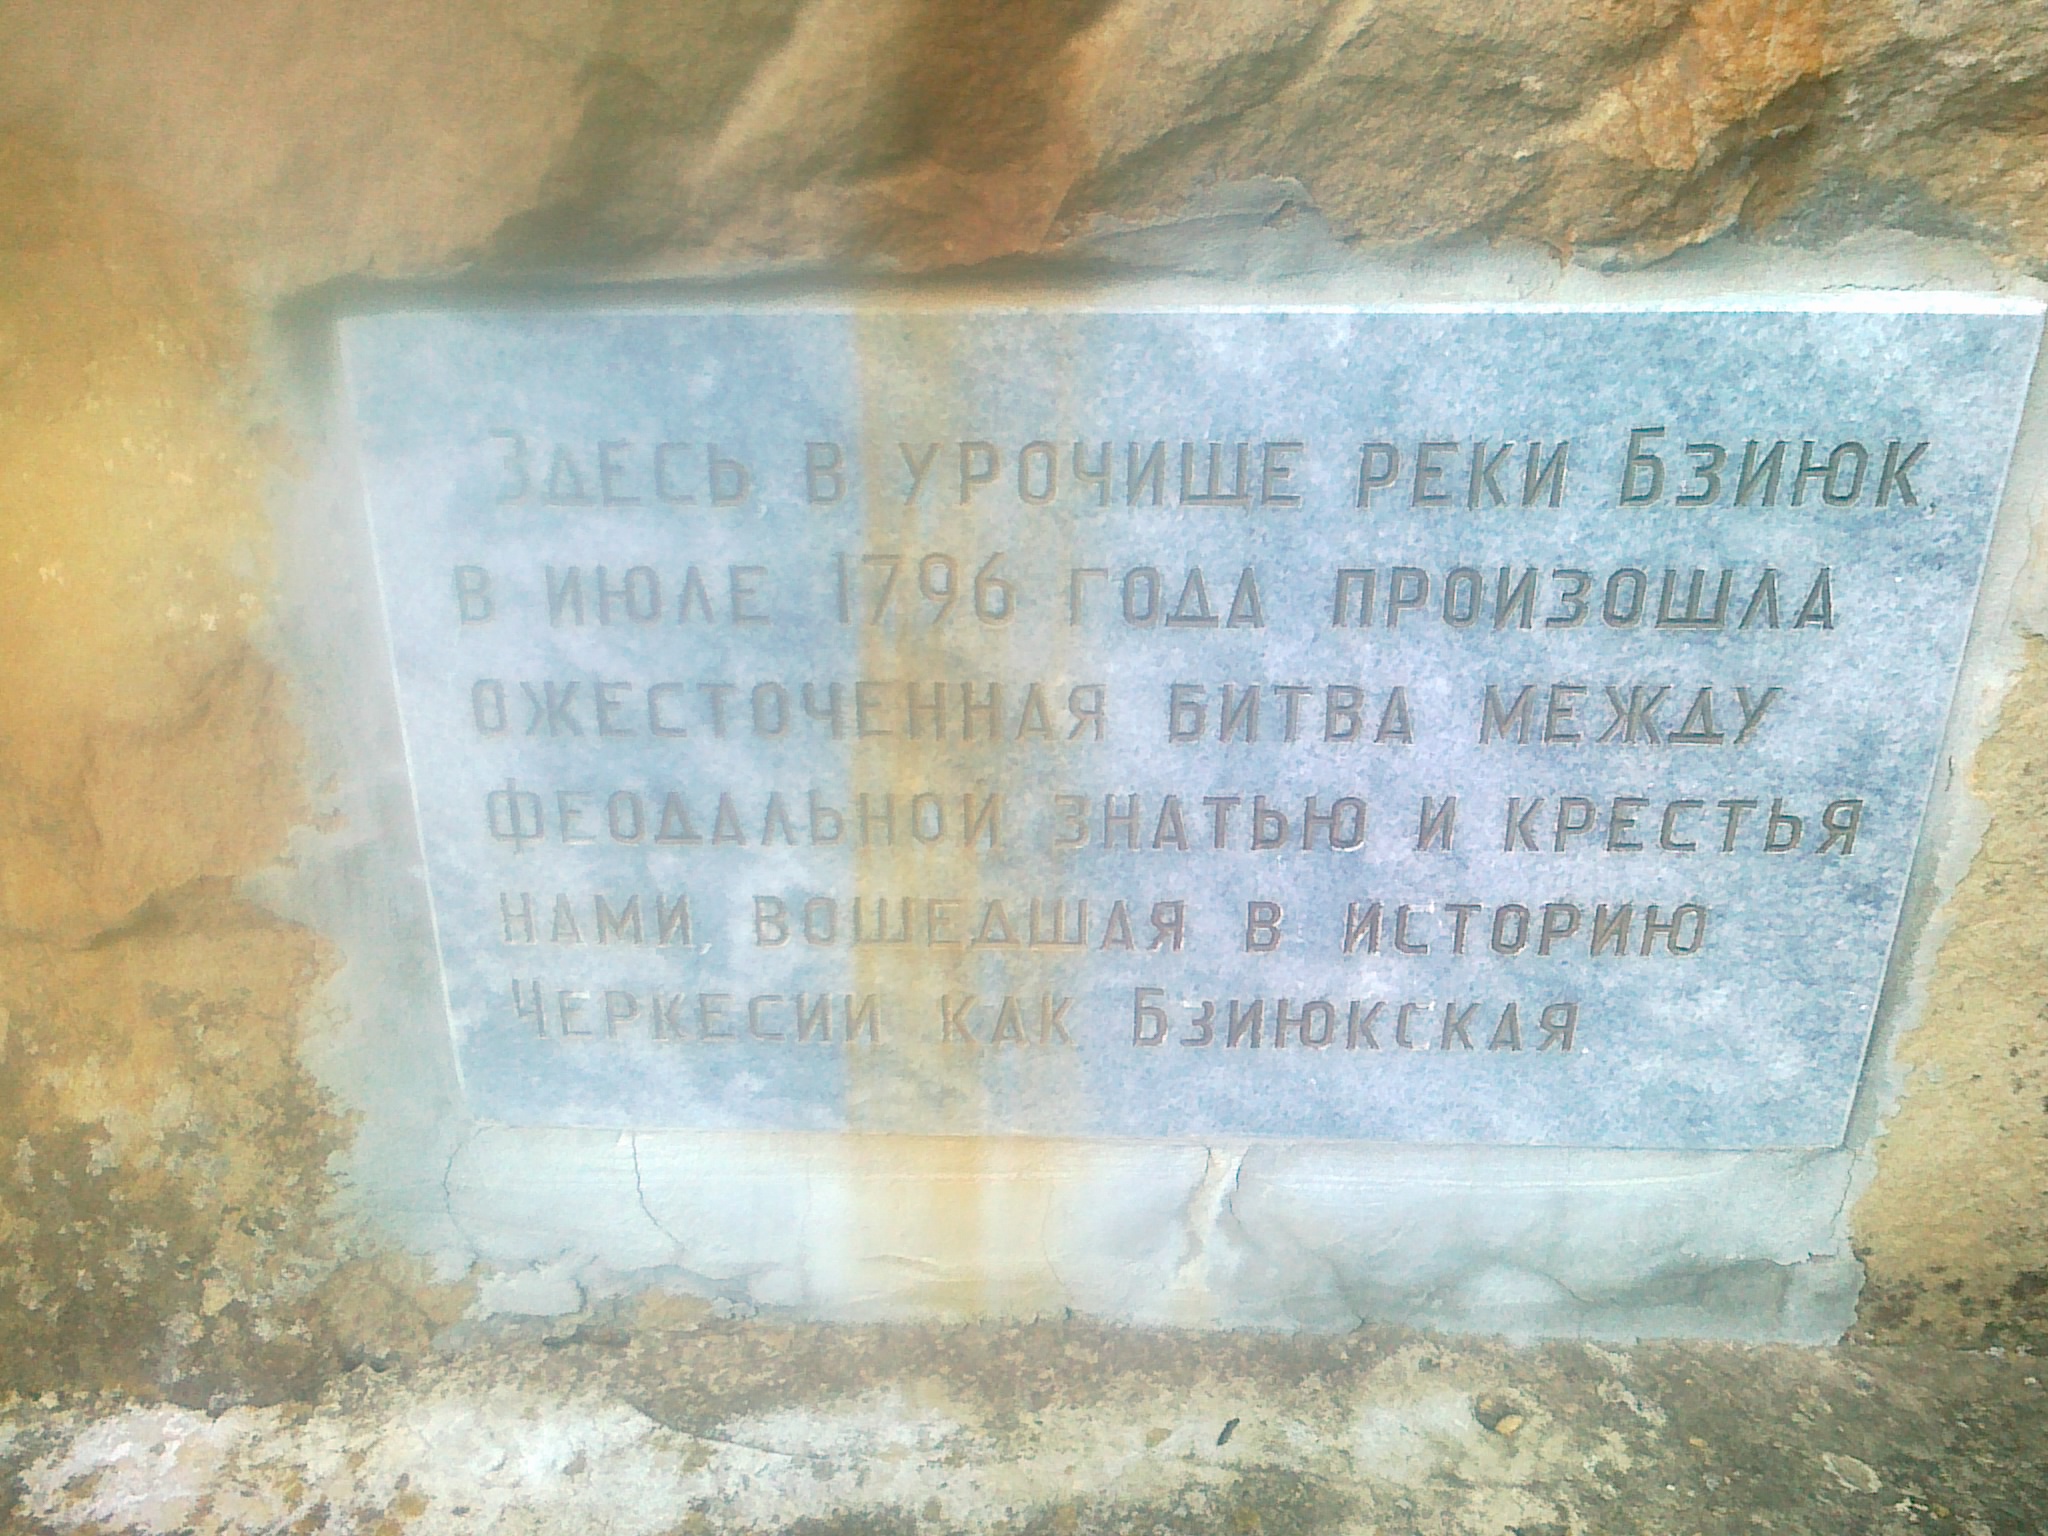 Здесь в урочище реки Бзиюк,
в июле 1796 года произошла
ожесточенная битва между
феодальной знатью и крестья
нами, вошедшая в историю
Черкесии как Бзиюкская